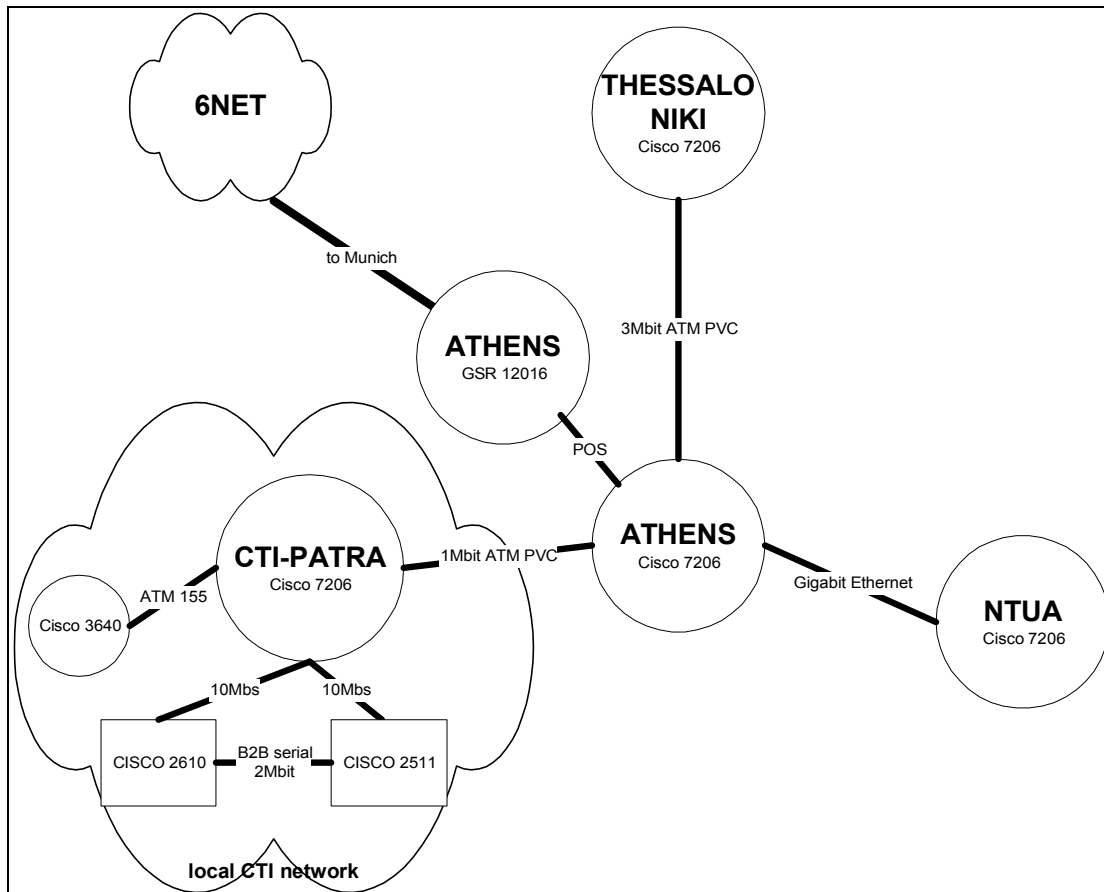 6NET
THESSALO
NIKI
Cisco 7206
to Munich
3Mbit ATM PVC
ATHENS
GSR 12016
POS
CTI-PATRA
Cisco 7206
1Mbit ATM PVC
ATHENS
Cisco 7206
Gigabit Ethernet
NTUA
Cisco 7206
ATM 155
Cisco 3640
10Mbs
10Mbs
CISCO 2610
B2B serial
2Mbit
CISCO 2511
local CTI network